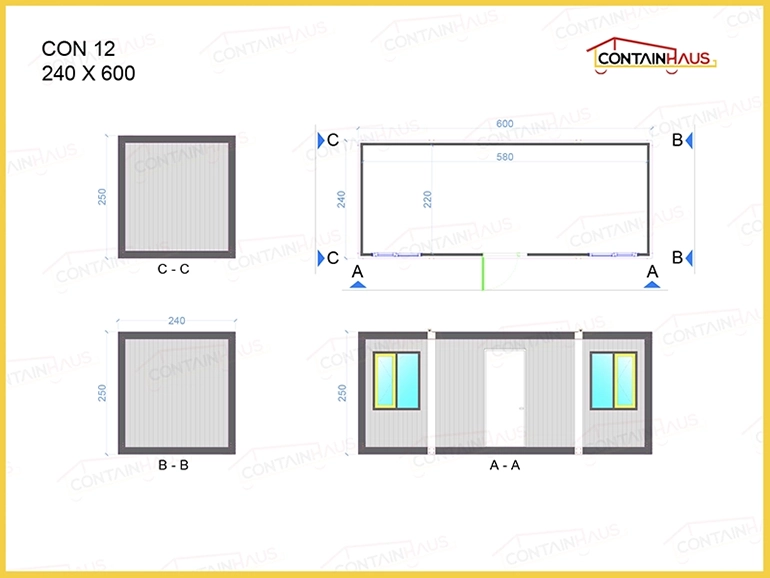 CON 12
240 X 600
CONTAINHAUS
600
C
B
580
250
240
220
C
B
C - C
A
A
240
250
250
B - B
A - A